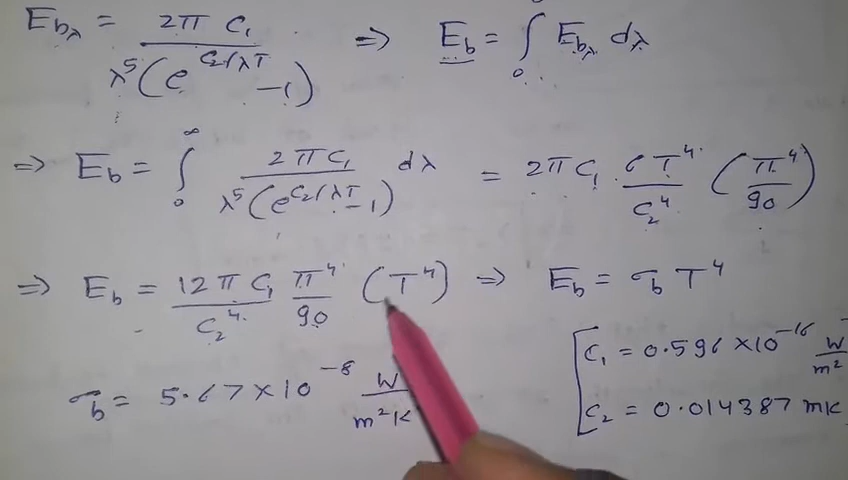 E_bλ = 2π C₁ / λ⁵(e^(C₂/λT) − 1) ⇒ E_b = ∫₀ E_bλ dλ
⇒ E_b = ∫₀^∞ 2π C₁ / λ⁵(e^(C₂/λT) − 1) dλ = 2π C₁ · 6T⁴ / C₂⁴ (π⁴/90)
⇒ E_b = 12π C₁ / C₂⁴ π⁴/90 (T⁴) ⇒ E_b = σ_b T⁴
σ_b = 5.67 × 10⁻⁸ W / m²K
[C₁ = 0.596 × 10⁻¹⁶ W / m²
C₂ = 0.014387 mK